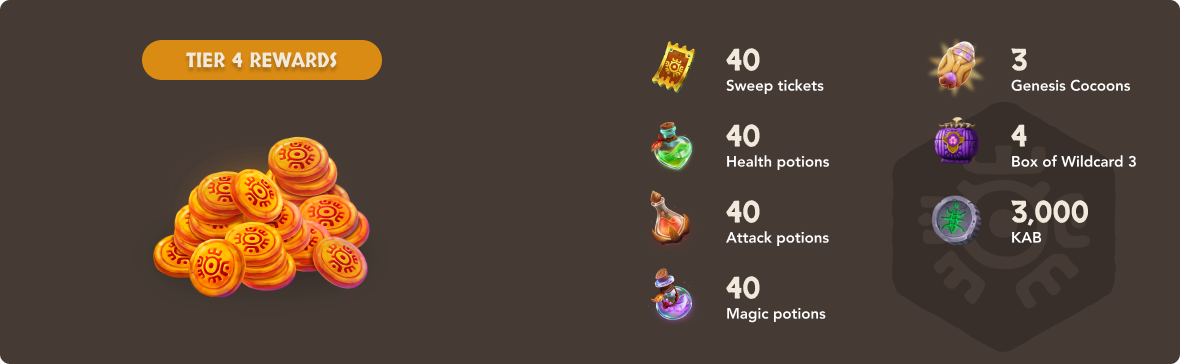 TIER 4 REWARDS
40
Sweep tickets
40
Health potions
40
Attack potions
40
Magic potions
3
Genesis Cocoons
4
Box of Wildcard 3
3,000
KAB